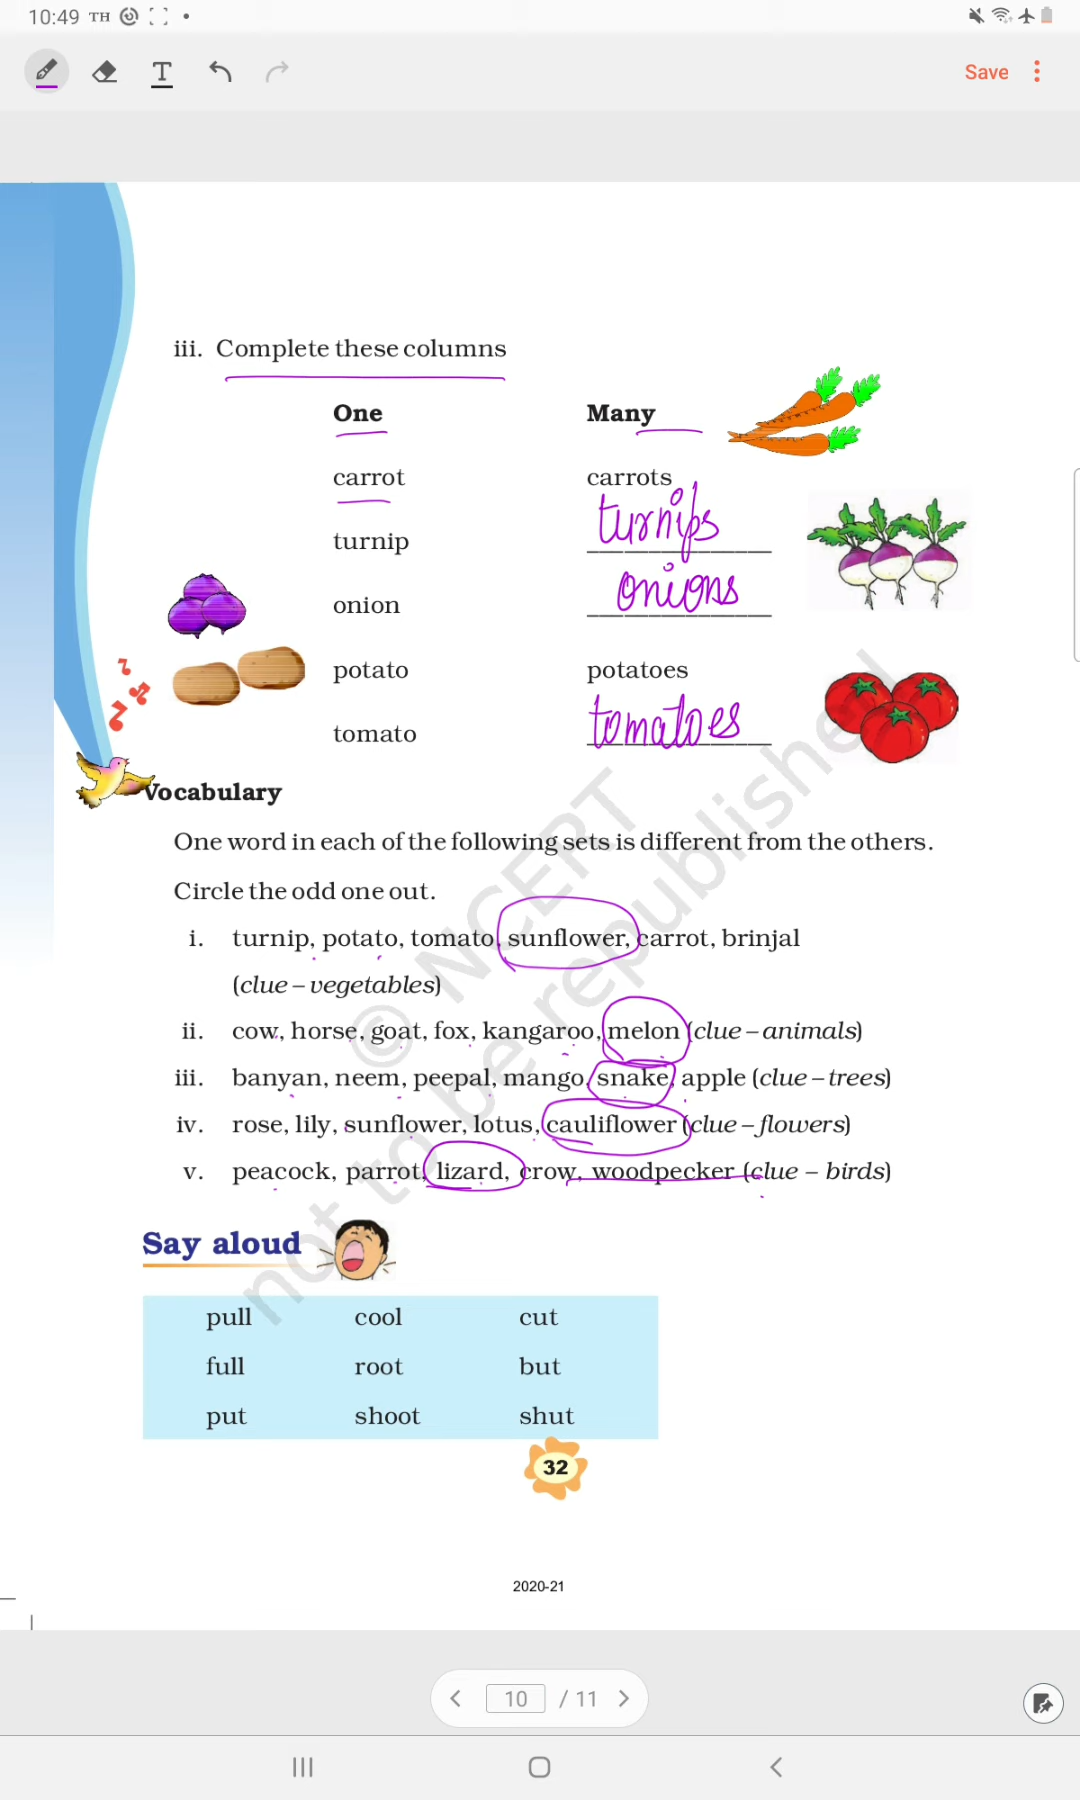 10:49 TH
Save
iii. Complete these columns
One Many
carrot carrots
turnip turnips
onion onions
potato potatoes
tomato tomatoes
Vocabulary
One word in each of the following sets is different from the others.
Circle the odd one out.
i. turnip, potato, tomato, sunflower, carrot, brinjal
(clue – vegetables)
ii. cow, horse, goat, fox, kangaroo, melon (clue – animals)
iii. banyan, neem, peepal, mango, snake, apple (clue – trees)
iv. rose, lily, sunflower, lotus, cauliflower (clue – flowers)
v. peacock, parrot, lizard, crow, woodpecker (clue – birds)
Say aloud
pull cool cut
full root but
put shoot shut
32
© NCERT
not to be republished
2020-21
10 / 11